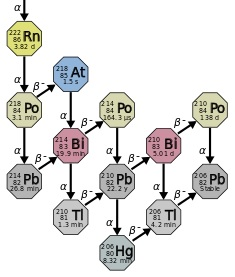 α
222
86 Rn
3.82 d
α
β⁻
218
85 At
1.5 s
218
84 Po
3.1 min
α
214
84 Po
164.3 µs
210
84 Po
138 d
α
β⁻
β⁻
α
β⁻
α
214
83 Bi
19.9 min
210
83 Bi
5.01 d
β⁻
β⁻
214
82 Pb
26.8 min
210
82 Pb
22.2 y
206
82 Pb
Stable
α
β⁻
α
β⁻
210
81 Tl
1.3 min
206
81 Tl
4.2 min
α
β⁻
206
80 Hg
8.32 min